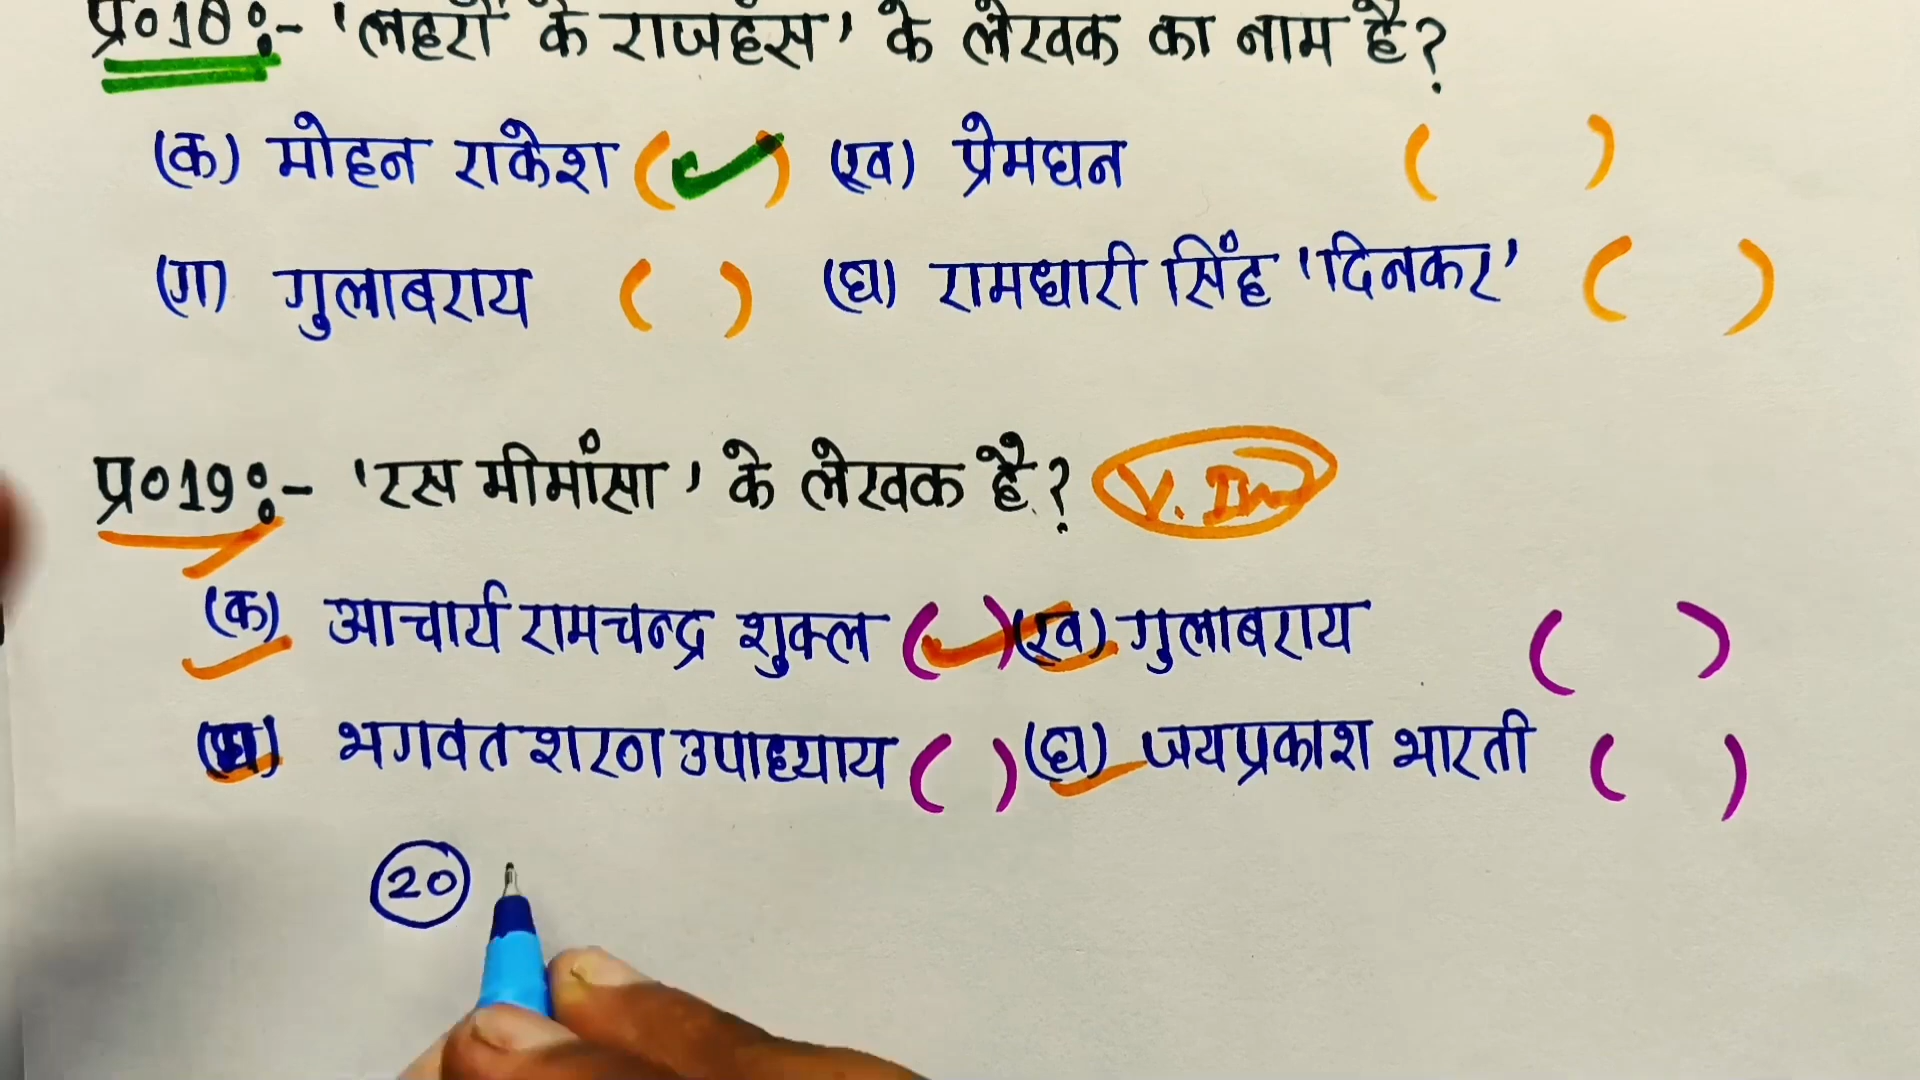 प्र०18:- 'लहरों के राजहंस' के लेखक का नाम है?
(क) मोहन राकेश (✓) (ख) प्रेमघन ( )
(ग) गुलाबराय ( ) (घ) रामधारी सिंह 'दिनकर' ( )
प्र०19:- 'रस मीमांसा' के लेखक है? V. Imp
(क) आचार्य रामचन्द्र शुक्ल (✓) (ख) गुलाबराय ( )
भगवत शरण उपाध्याय ( ) (घ) जयप्रकाश भारती ( )
20